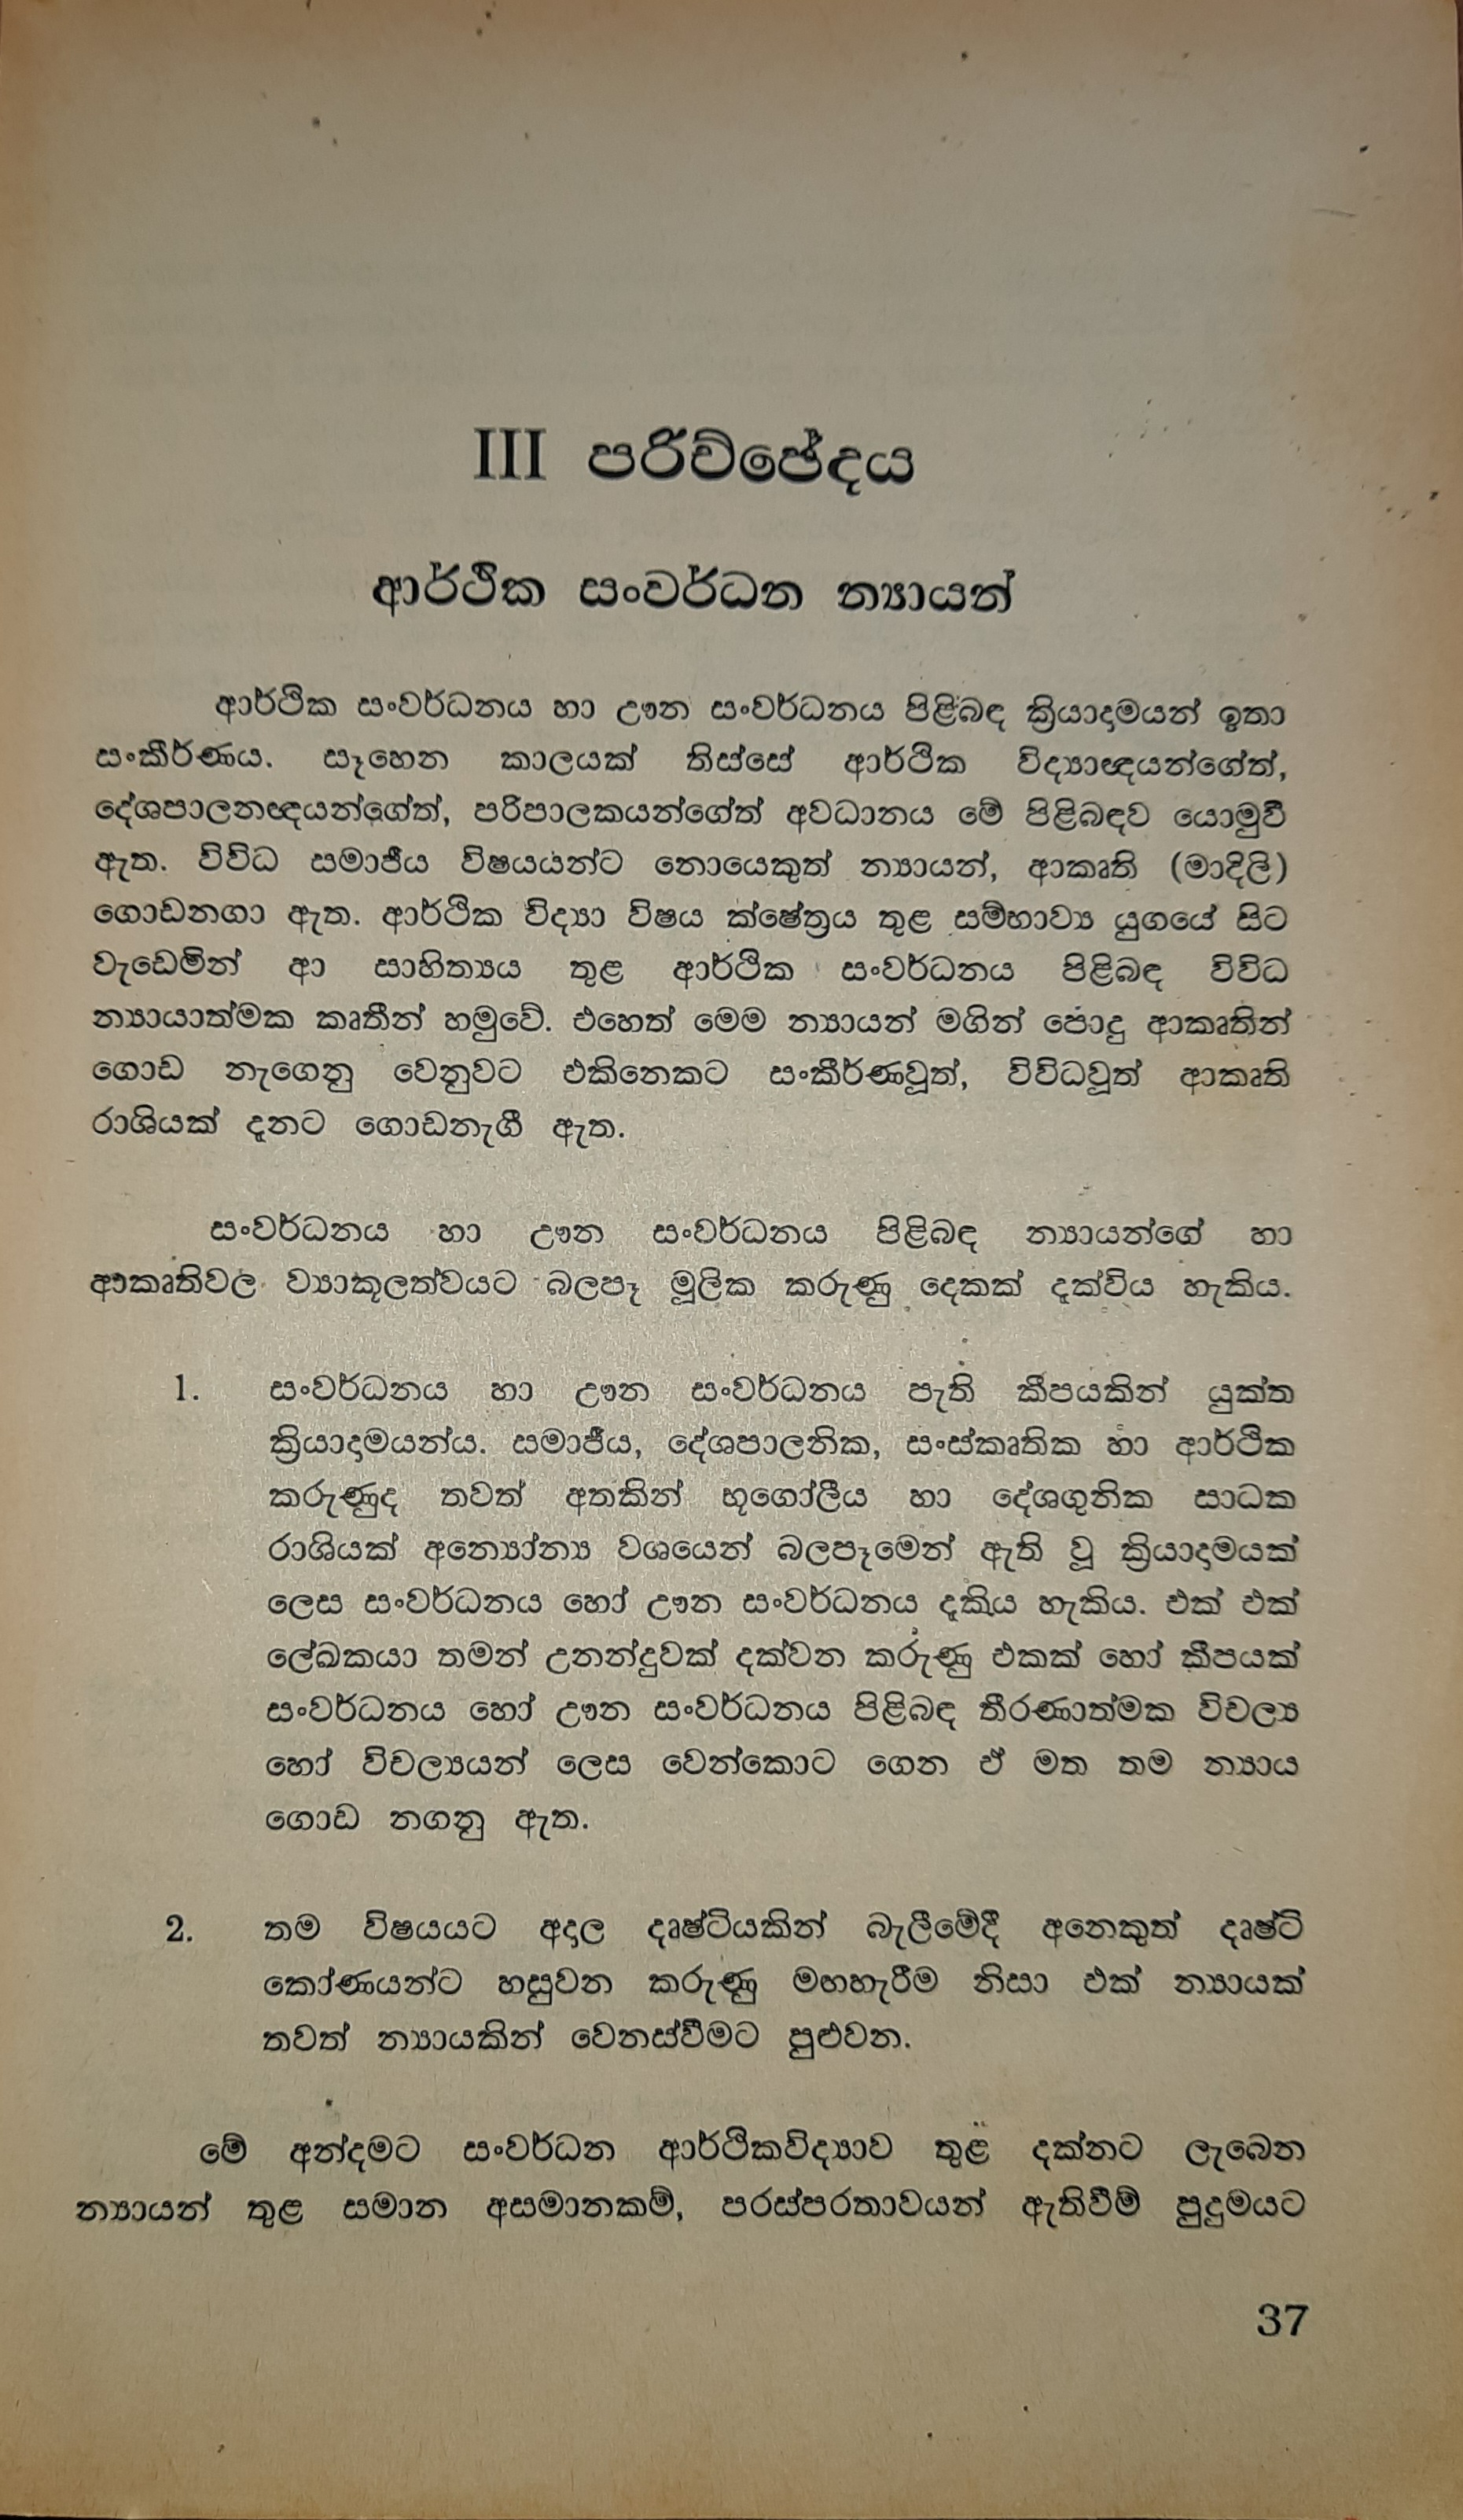 III පරිච්ඡේදය
ආර්ථික සංවර්ධන න්‍යායන්
ආර්ථික සංවර්ධනය හා ඌන සංවර්ධනය පිළිබඳ ක්‍රියාදාමයන් ඉතා
සංකීර්ණය. සෑහෙන කාලයක් තිස්සේ ආර්ථික විද්‍යාඥයන්ගේත්,
දේශපාලනඥයන්ගේත්, පරිපාලකයන්ගේත් අවධානය මේ පිළිබඳව යොමුවී
ඇත. විවිධ සමාජීය විෂයයන්ට නොයෙකුත් න්‍යායන්, ආකෘති (මාදිලි)
ගොඩනගා ඇත. ආර්ථික විද්‍යා විෂය ක්ෂේත්‍රය තුළ සම්භාව්‍ය යුගයේ සිට
වැඩෙමින් ආ සාහිත්‍යය තුළ ආර්ථික සංවර්ධනය පිළිබඳ විවිධ
න්‍යායාත්මක කෘතීන් හමුවේ. එහෙත් මෙම න්‍යායන් මගින් පොදු ආකෘතින්
ගොඩ නැගෙනු වෙනුවට එකිනෙකට සංකීර්ණවූත්, විවිධවූත් ආකෘති
රාශියක් දැනට ගොඩනැගී ඇත.
සංවර්ධනය හා ඌන සංවර්ධනය පිළිබඳ න්‍යායන්ගේ හා
ආකෘතිවල ව්‍යාකූලත්වයට බලපෑ මූලික කරුණු දෙකක් දැක්විය හැකිය.
1. සංවර්ධනය හා ඌන සංවර්ධනය පැති කීපයකින් යුක්ත
ක්‍රියාදාමයන්ය. සමාජීය, දේශපාලනික, සංස්කෘතික හා ආර්ථික
කරුණුද තවත් අතකින් භූගෝලීය හා දේශගුනික සාධක
රාශියක් අන්‍යෝන්‍ය වශයෙන් බලපෑමෙන් ඇති වූ ක්‍රියාදාමයක්
ලෙස සංවර්ධනය හෝ ඌන සංවර්ධනය දැකිය හැකිය. එක් එක්
ලේඛකයා තමන් උනන්දුවක් දක්වන කරුණු එකක් හෝ කීපයක්
සංවර්ධනය හෝ ඌන සංවර්ධනය පිළිබඳ තීරණාත්මක විචල්‍ය
හෝ විචල්‍යයන් ලෙස වෙන්කොට ගෙන ඒ මත තම න්‍යාය
ගොඩ නගනු ඇත.
2. තම විෂයයට අදාල දෘෂ්ටියකින් බැලීමේදී අනෙකුත් දෘෂ්ටි
කෝණයන්ට හසුවන කරුණු මඟහැරීම නිසා එක් න්‍යායක්
තවත් න්‍යායකින් වෙනස්වීමට පුළුවන.
මේ අන්දමට සංවර්ධන ආර්ථිකවිද්‍යාව තුළ දක්නට ලැබෙන
න්‍යායන් තුළ සමාන අසමානකම්, පරස්පරතාවයන් ඇතිවීම් පුදුමයට
37